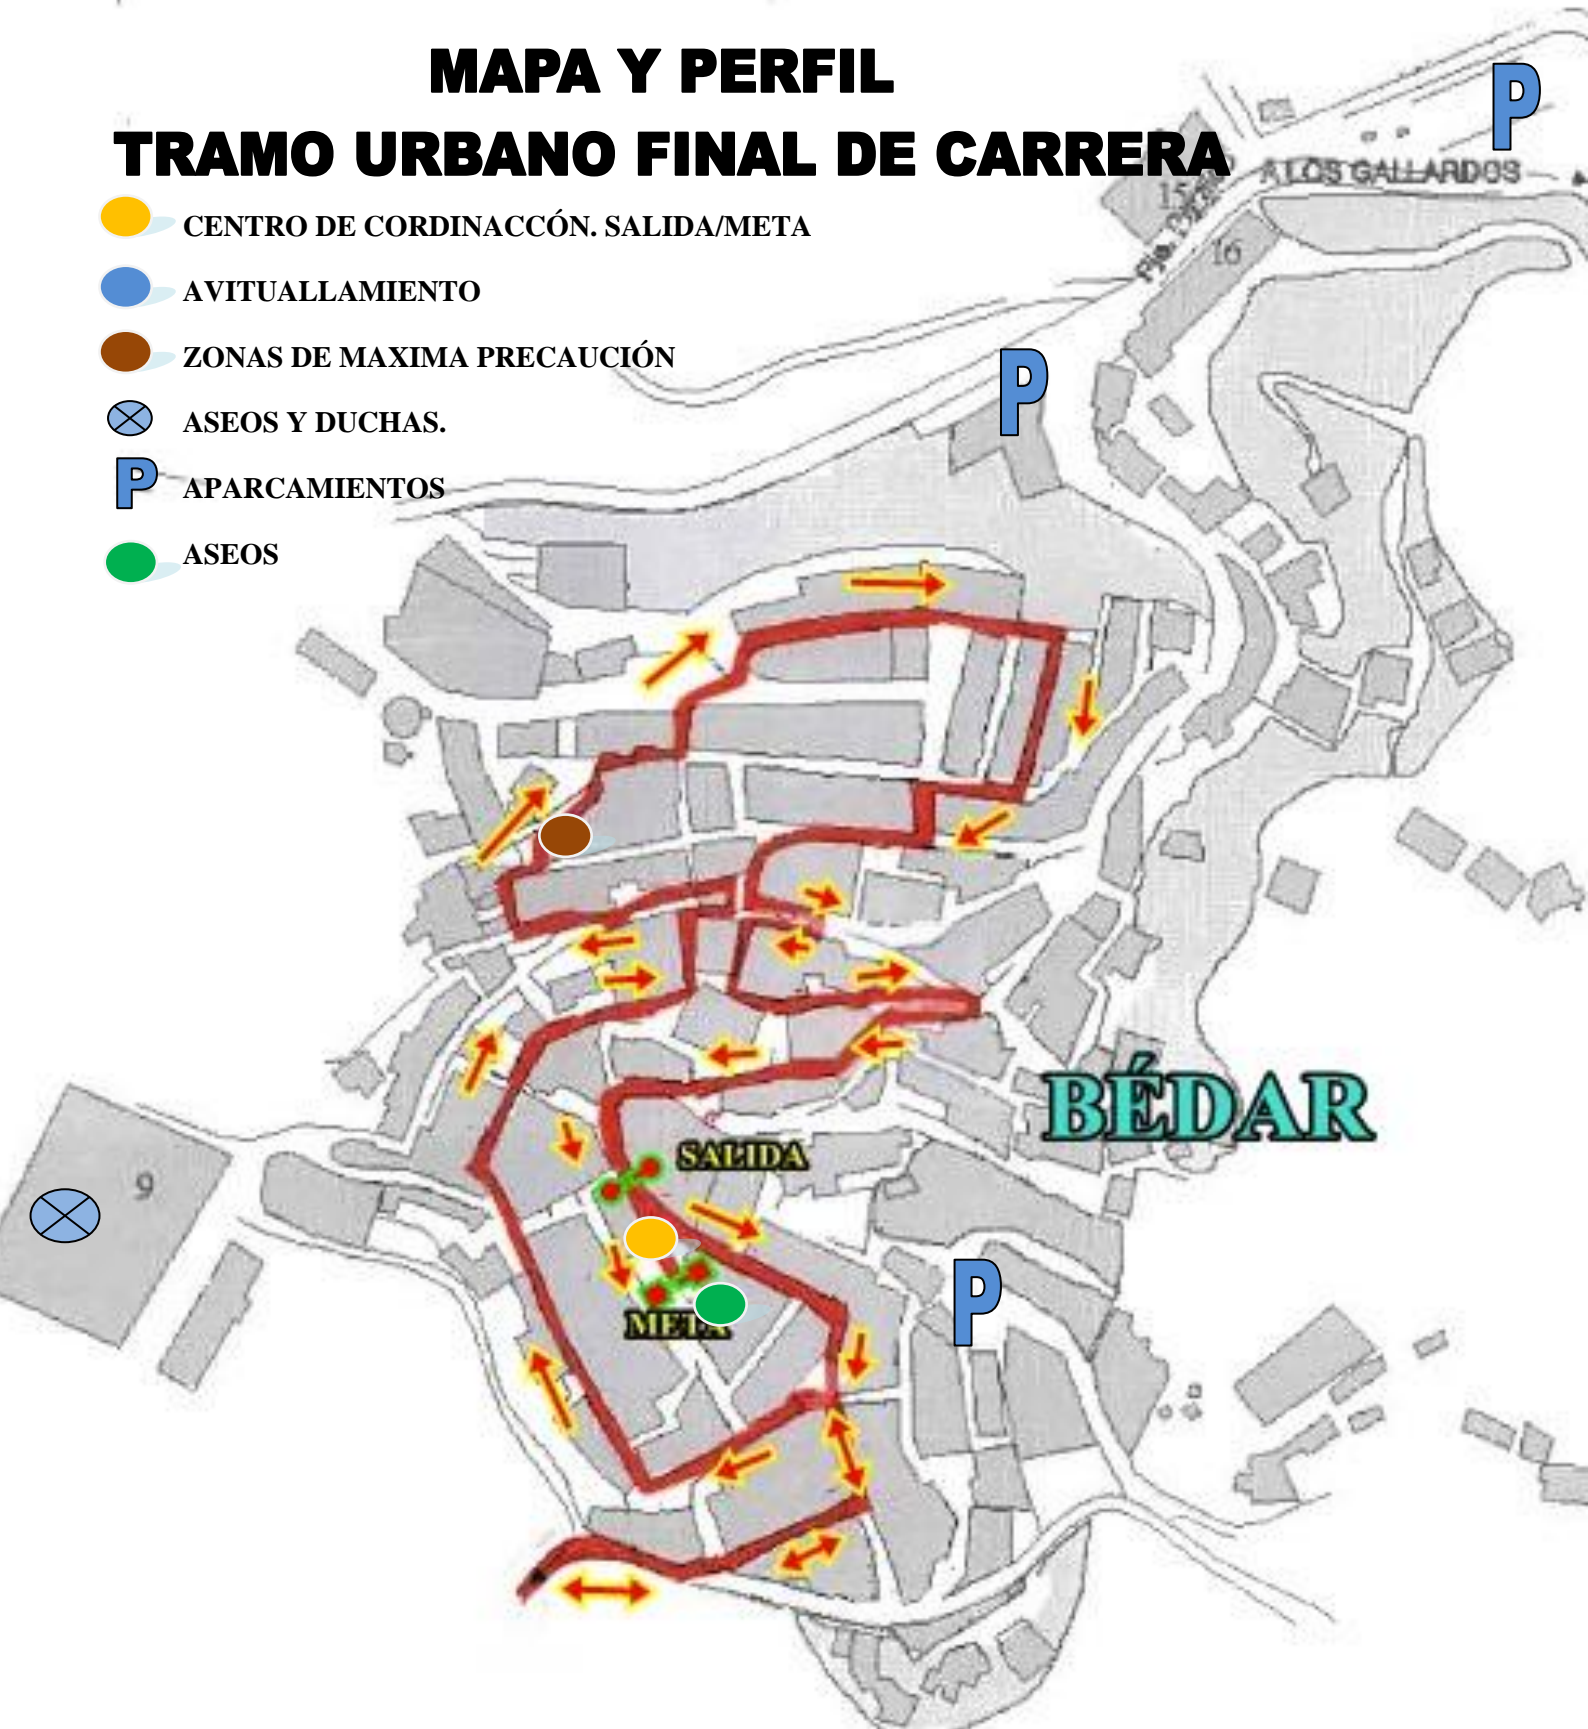 MAPA Y PERFIL
TRAMO URBANO FINAL DE CARRERA
CENTRO DE CORDINACCÓN. SALIDA/META
AVITUALLAMIENTO
ZONAS DE MAXIMA PRECAUCIÓN
ASEOS Y DUCHAS.
P APARCAMIENTOS
ASEOS
P
A LOS GALLARDOS
15
16
P
BÉDAR
SALIDA
9
META
P